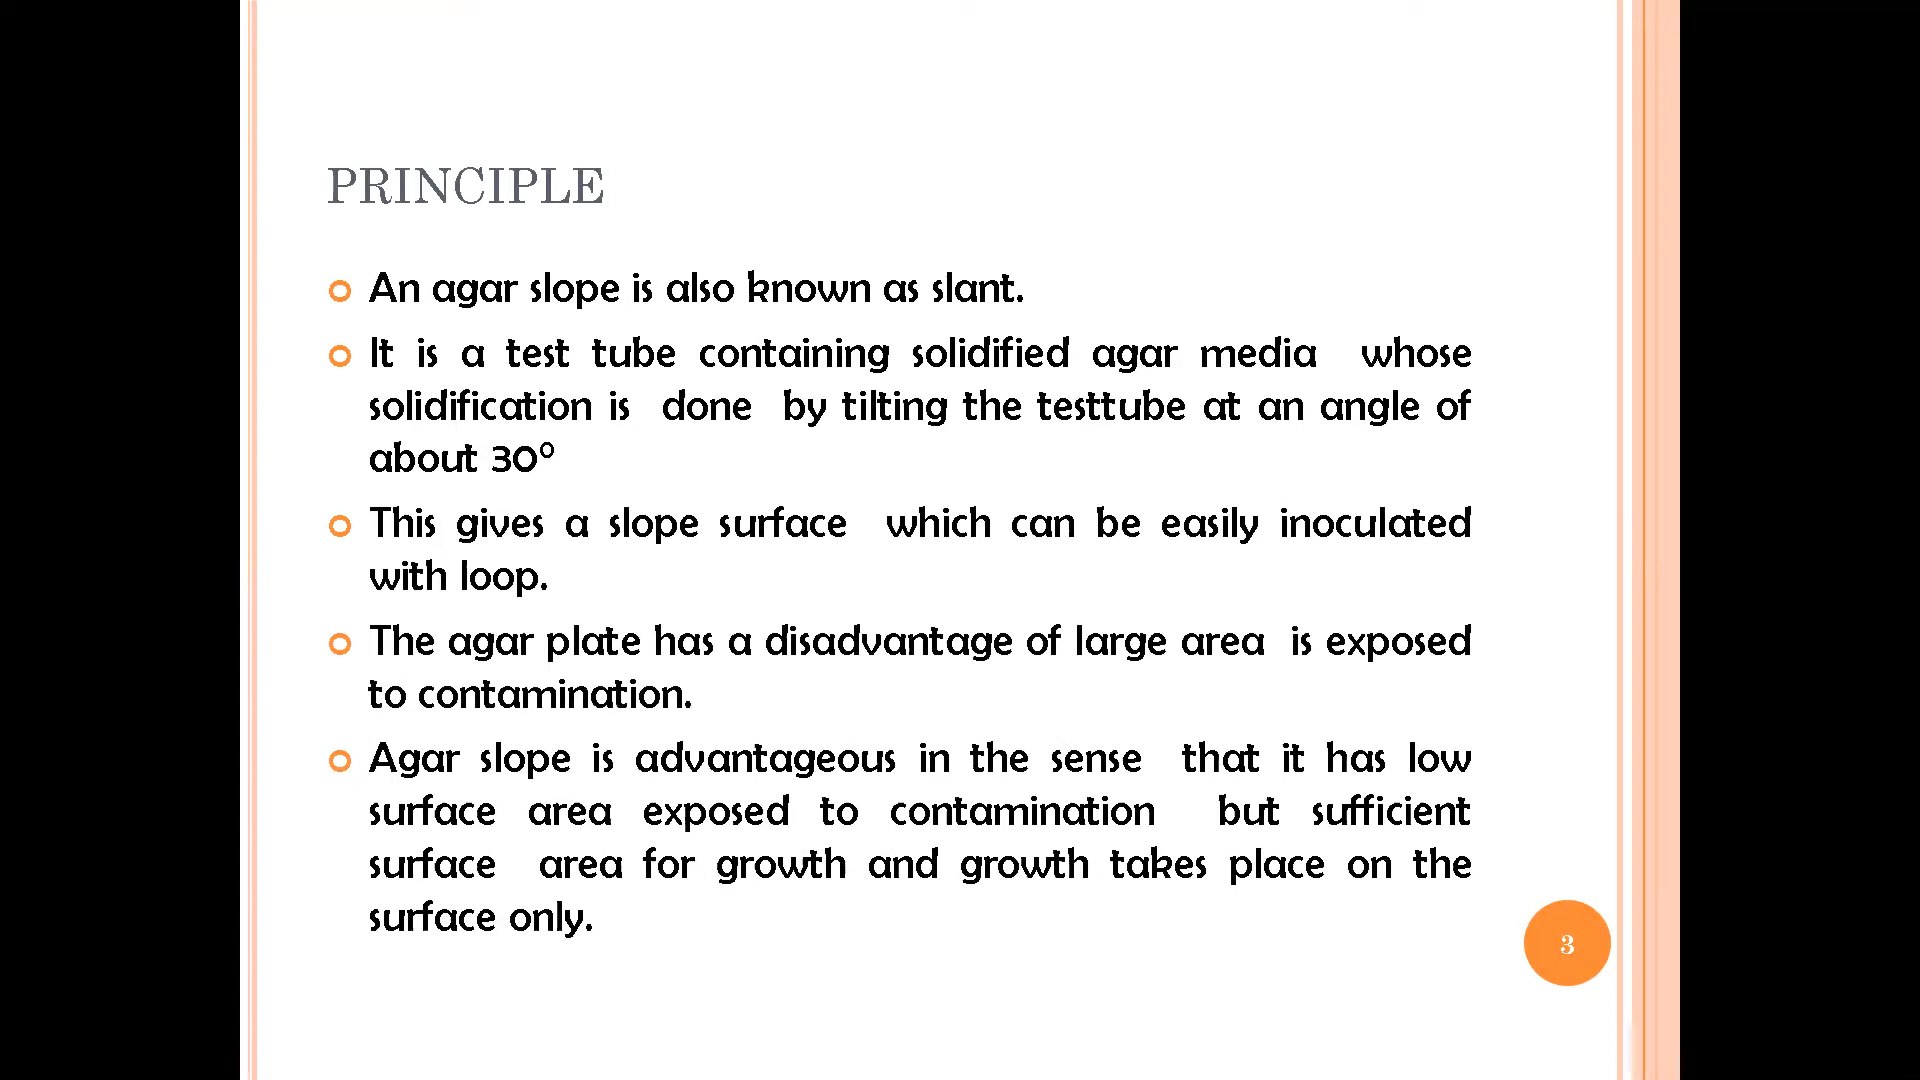 PRINCIPLE
An agar slope is also known as slant.
It is a test tube containing solidified agar media whose
solidification is done by tilting the testtube at an angle of
about 30⁰
This gives a slope surface which can be easily inoculated
with loop.
The agar plate has a disadvantage of large area is exposed
to contamination.
Agar slope is advantageous in the sense that it has low
surface area exposed to contamination but sufficient
surface area for growth and growth takes place on the
surface only.
3